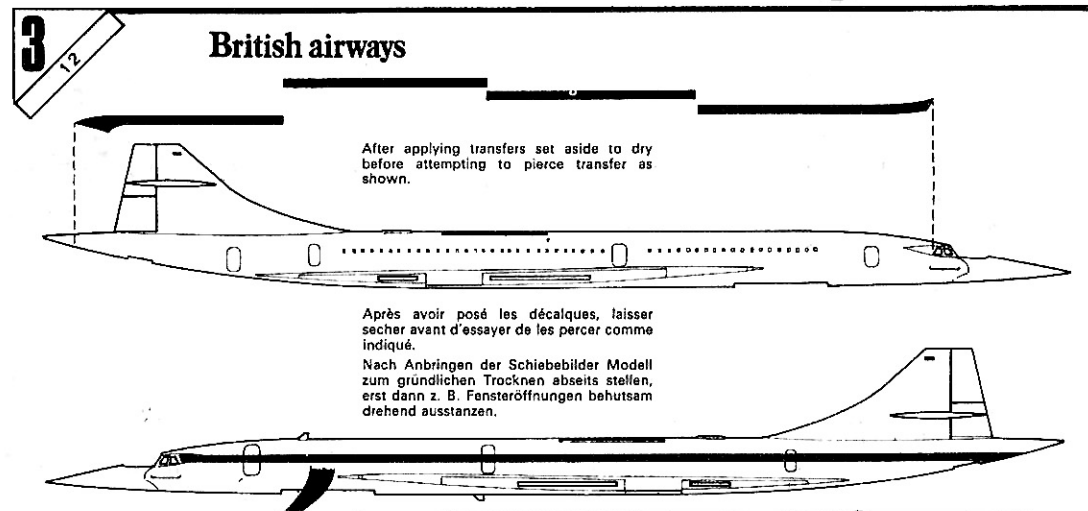 3
12
British airways
After applying transfers set aside to dry
before attempting to pierce transfer as
shown.
Après avoir posé les décalques, laisser
secher avant d'essayer de les percer comme
indiqué.
Nach Anbringen der Schiebebilder Modell
zum gründlichen Trocknen abseits stellen,
erst dann z. B. Fensteröffnungen behutsam
drehend ausstanzen.